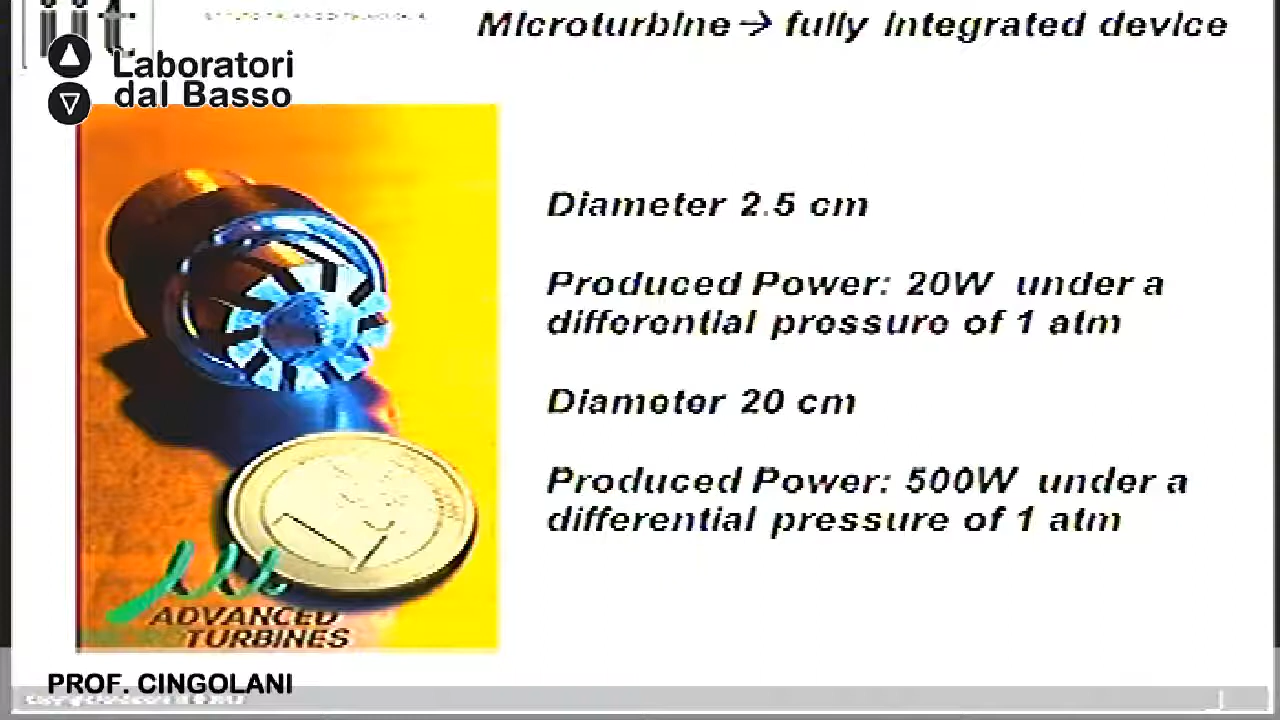 iit
Microturbine→ fully integrated device
Laboratori
dal Basso
Diameter 2.5 cm
Produced Power: 20W under a
differential pressure of 1 atm
Diameter 20 cm
Produced Power: 500W under a
differential pressure of 1 atm
ADVANCED
TURBINES
PROF. CINGOLANI